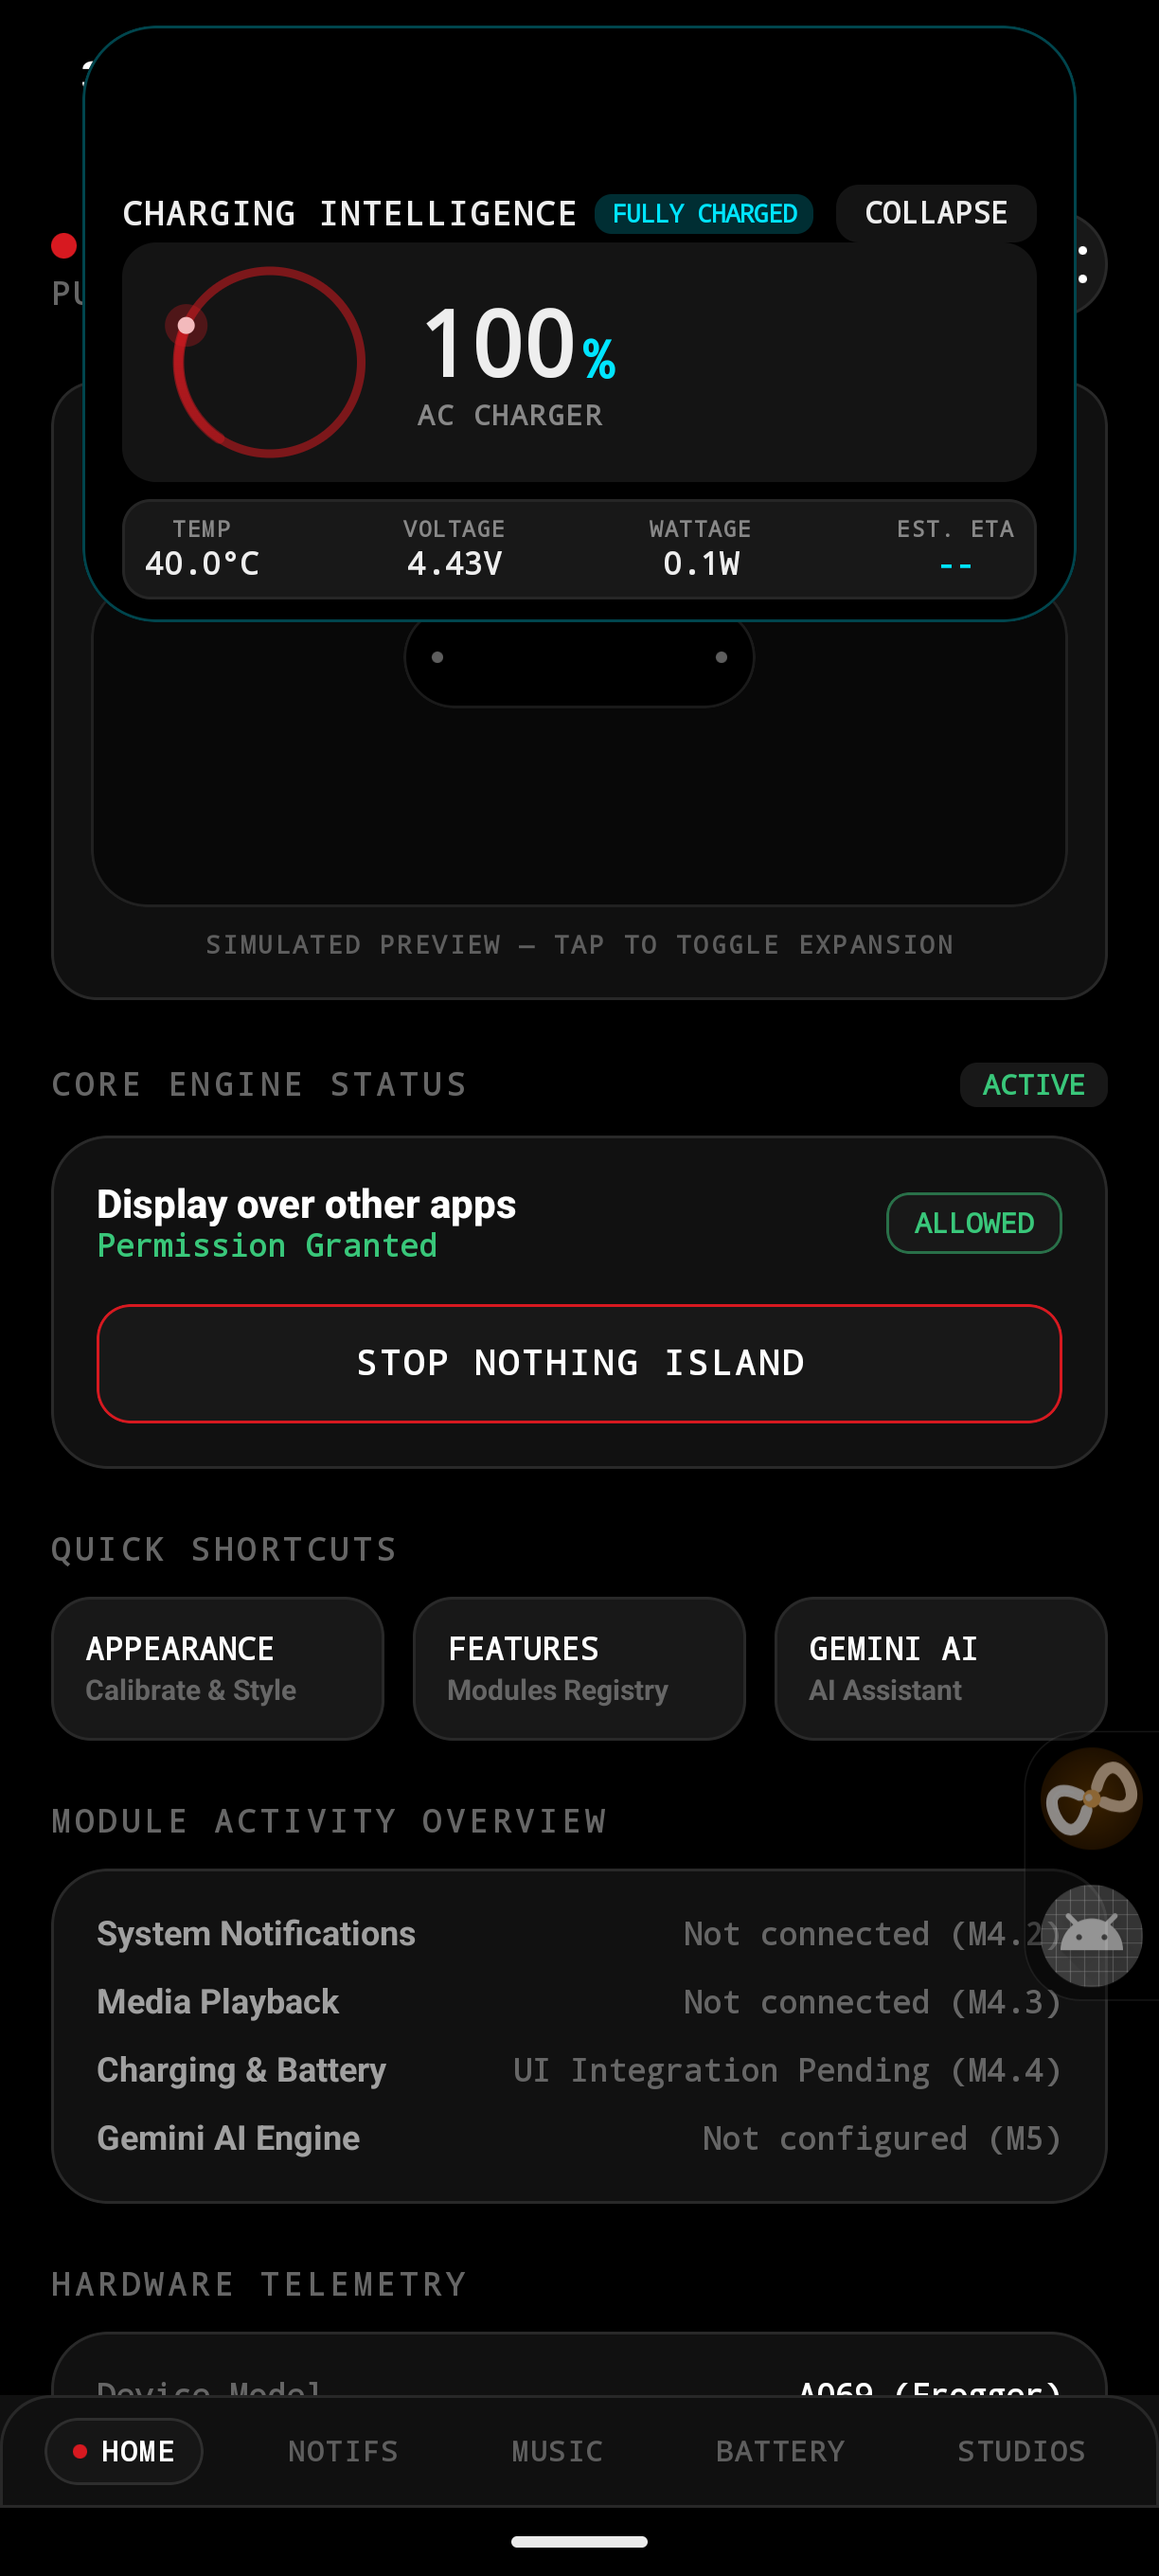 CHARGING INTELLIGENCE FULLY CHARGED COLLAPSE
100%
AC CHARGER
TEMP VOLTAGE WATTAGE EST. ETA
40.0°C 4.43V 0.1W --
SIMULATED PREVIEW — TAP TO TOGGLE EXPANSION
CORE ENGINE STATUS ACTIVE
Display over other apps
Permission Granted
ALLOWED
STOP NOTHING ISLAND
QUICK SHORTCUTS
APPEARANCE
Calibrate & Style
FEATURES
Modules Registry
GEMINI AI
AI Assistant
MODULE ACTIVITY OVERVIEW
System Notifications Not connected (M4.2)
Media Playback Not connected (M4.3)
Charging & Battery UI Integration Pending (M4.4)
Gemini AI Engine Not configured (M5)
HARDWARE TELEMETRY
Device Model A069 (Frogger)
HOME NOTIFS MUSIC BATTERY STUDIOS